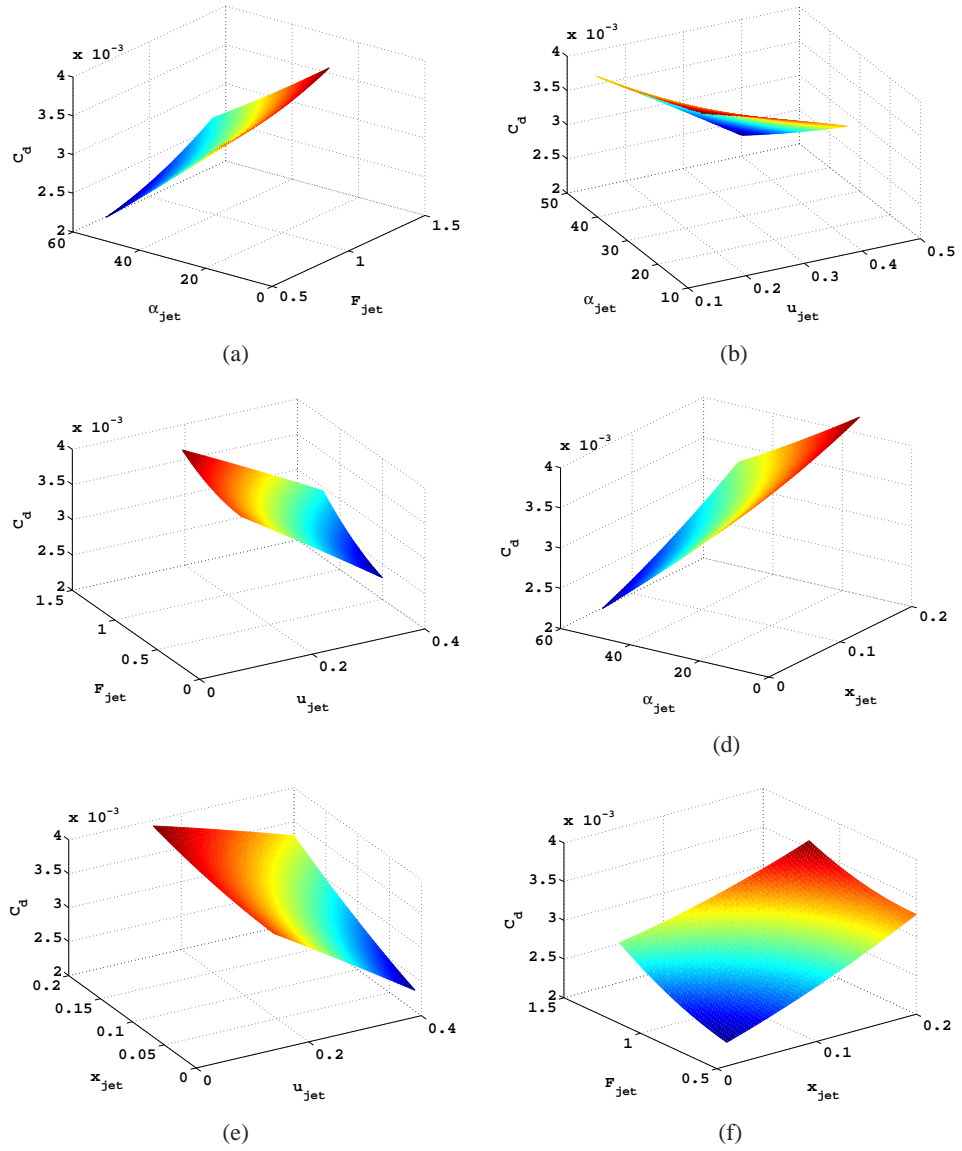 x 10⁻³
4
3.5
3
2.5
2
C_d
60
40
20
0
α_jet
0.5
1
1.5
F_jet
(a)
x 10⁻³
4
3.5
3
2.5
2
C_d
50
40
30
20
10
α_jet
0.1
0.2
0.3
0.4
0.5
u_jet
(b)
x 10⁻³
4
3.5
3
2.5
2
C_d
1.5
1
0.5
0
F_jet
0
0.2
0.4
u_jet
x 10⁻³
4
3.5
3
2.5
2
C_d
60
40
20
0
α_jet
0
0.1
0.2
x_jet
(d)
x 10⁻³
4
3.5
3
2.5
2
C_d
0.2
0.15
0.1
0.05
0
x_jet
0
0.2
0.4
u_jet
(e)
x 10⁻³
4
3.5
3
2.5
2
C_d
1.5
1
0.5
F_jet
0
0.1
0.2
x_jet
(f)